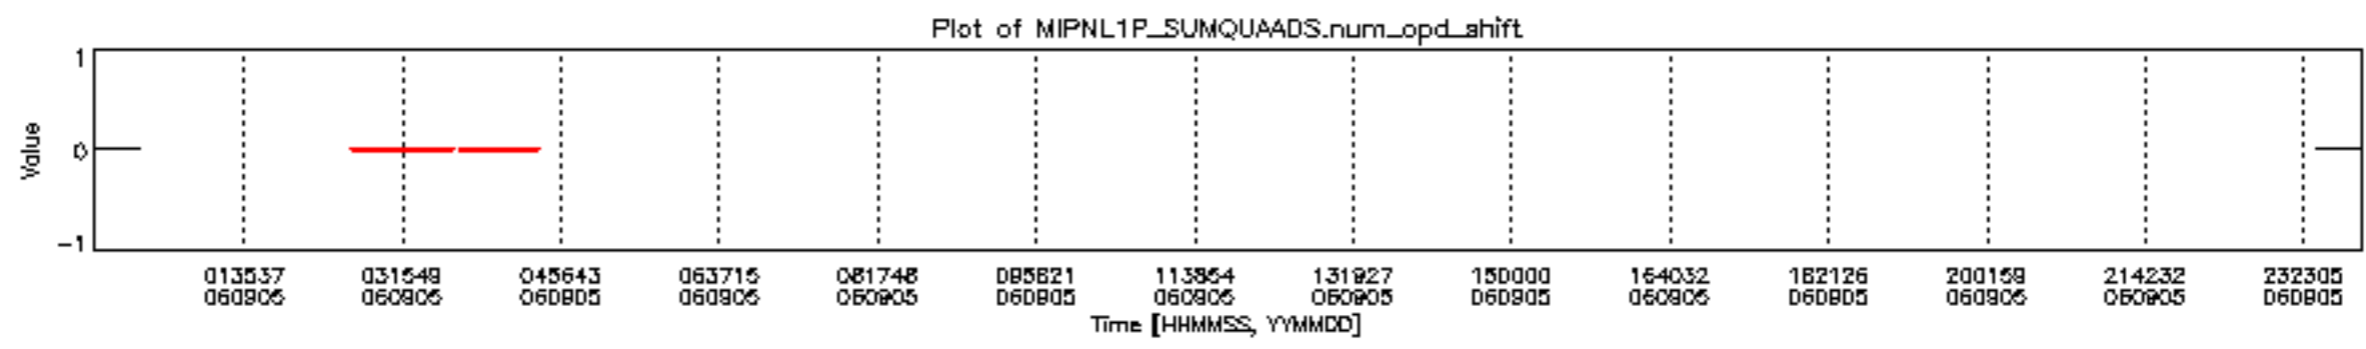 Plot of MIPNL1P_SUMQUAADS.num_opd_shift
1
0
-1
Value
013537 031549 045643 063715 081748 095821 113854 131927 150000 164032 182126 200159 214232 232305
060905 060905 060905 060905 060905 060905 060905 060905 060905 060905 060905 060905 060905 060905
Time [HHMMSS, YYMMDD]